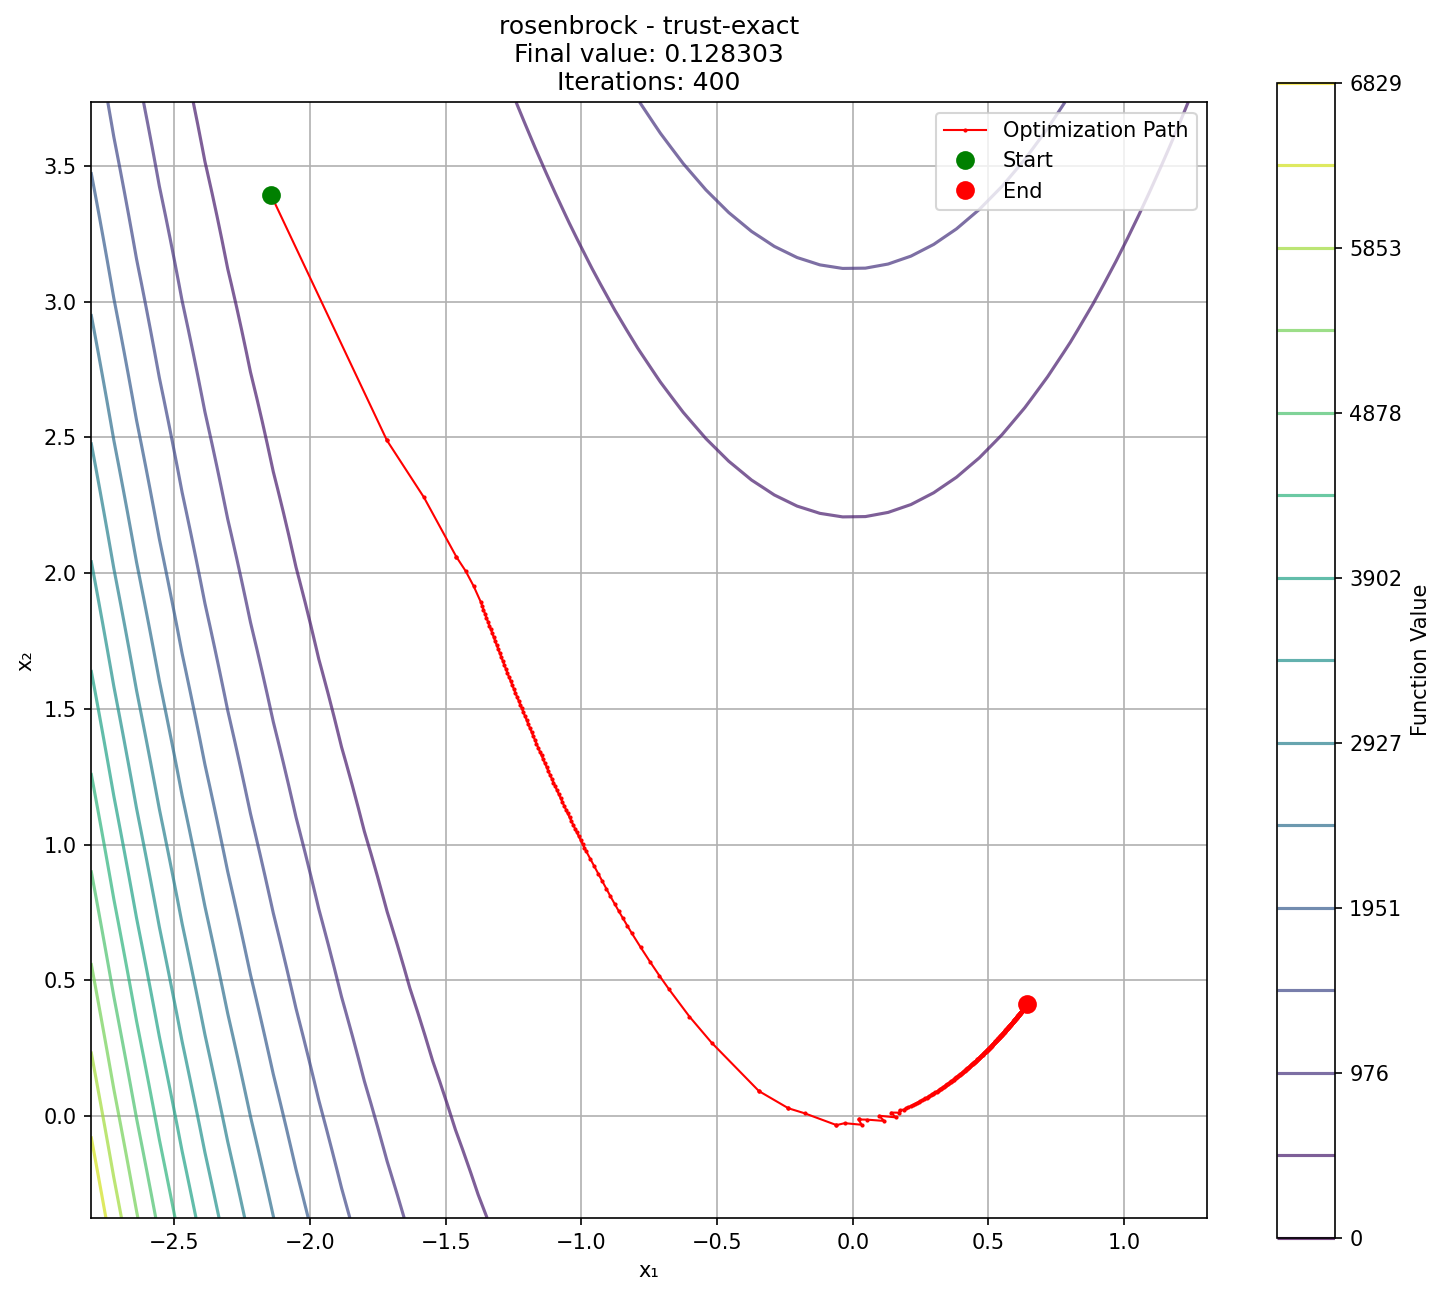 rosenbrock - trust-exact
Final value: 0.128303
Iterations: 400
Optimization Path
Start
End
3.5
3.0
2.5
2.0
1.5
1.0
0.5
0.0
x₂
−2.5 −2.0 −1.5 −1.0 −0.5 0.0 0.5 1.0
x₁
6829
5853
4878
3902
2927
1951
976
0
Function Value